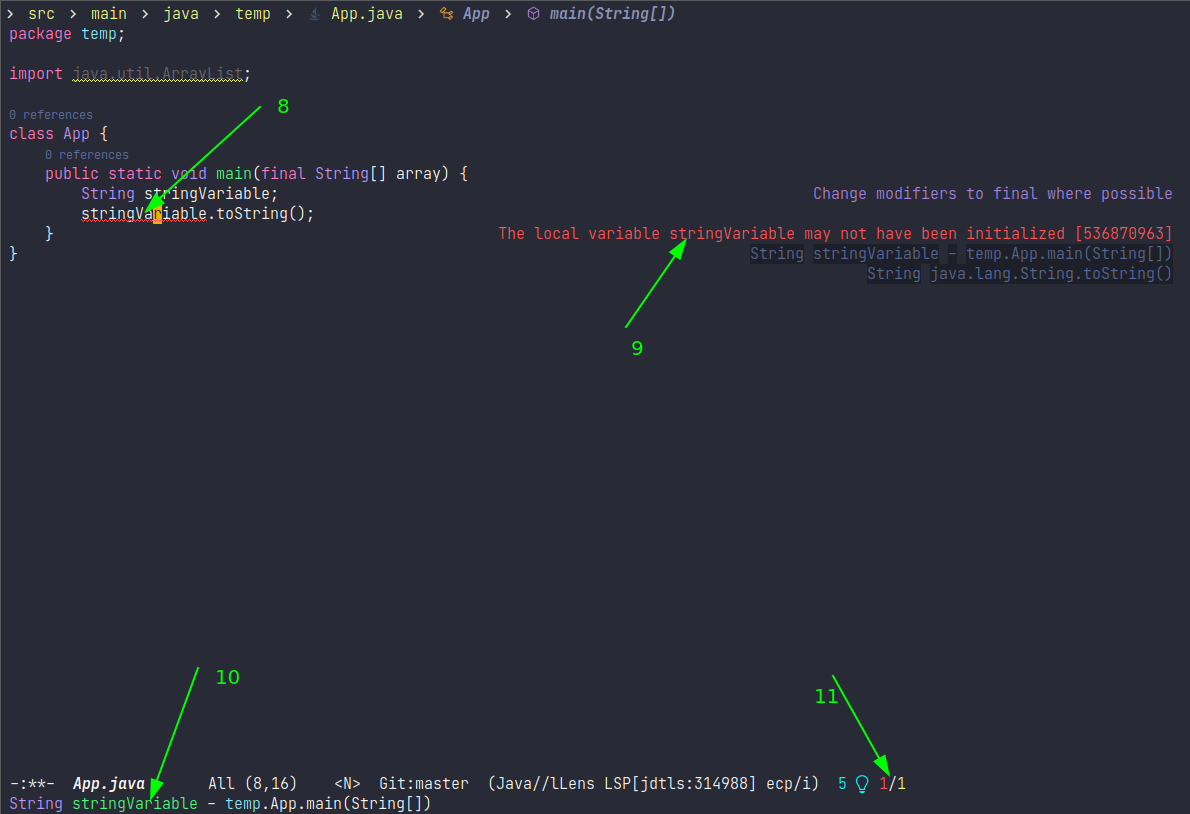 › src › main › java › temp › App.java › App › main(String[])
package temp;
import java.util.ArrayList;
0 references
8
class App {
0 references
public static void main(final String[] array) {
String stringVariable; Change modifiers to final where possible
stringVariable.toString();
} The local variable stringVariable may not have been initialized [536870963]
} String stringVariable - temp.App.main(String[])
String java.lang.String.toString()
9
10
11
-:**- App.java All (8,16) <N> Git:master (Java//lLens LSP[jdtls:314988] ecp/i) 5 1/1
String stringVariable - temp.App.main(String[])